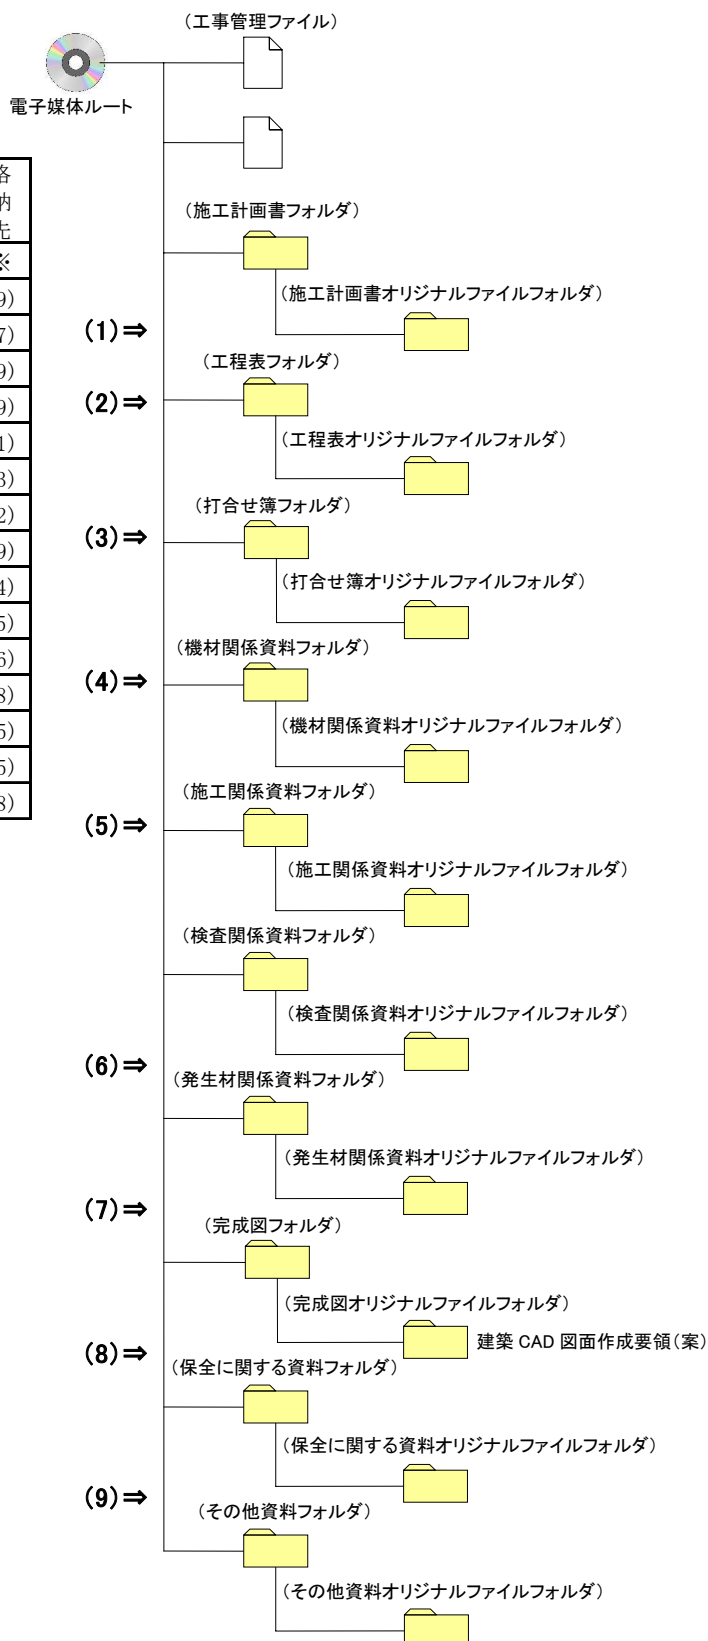 （工事管理ファイル）
電子媒体ルート
格
納
先
※
9)
7)
9)
9)
1)
3)
2)
9)
4)
5)
6)
8)
5)
5)
8)
（施工計画書フォルダ）
（施工計画書オリジナルファイルフォルダ）
(1)⇒
（工程表フォルダ）
(2)⇒
（工程表オリジナルファイルフォルダ）
（打合せ簿フォルダ）
(3)⇒
（打合せ簿オリジナルファイルフォルダ）
（機材関係資料フォルダ）
(4)⇒
（機材関係資料オリジナルファイルフォルダ）
（施工関係資料フォルダ）
(5)⇒
（施工関係資料オリジナルファイルフォルダ）
（検査関係資料フォルダ）
（検査関係資料オリジナルファイルフォルダ）
(6)⇒
（発生材関係資料フォルダ）
（発生材関係資料オリジナルファイルフォルダ）
(7)⇒
（完成図フォルダ）
（完成図オリジナルファイルフォルダ）
建築 CAD 図面作成要領(案)
(8)⇒
（保全に関する資料フォルダ）
（保全に関する資料オリジナルファイルフォルダ）
(9)⇒
（その他資料フォルダ）
（その他資料オリジナルファイルフォルダ）